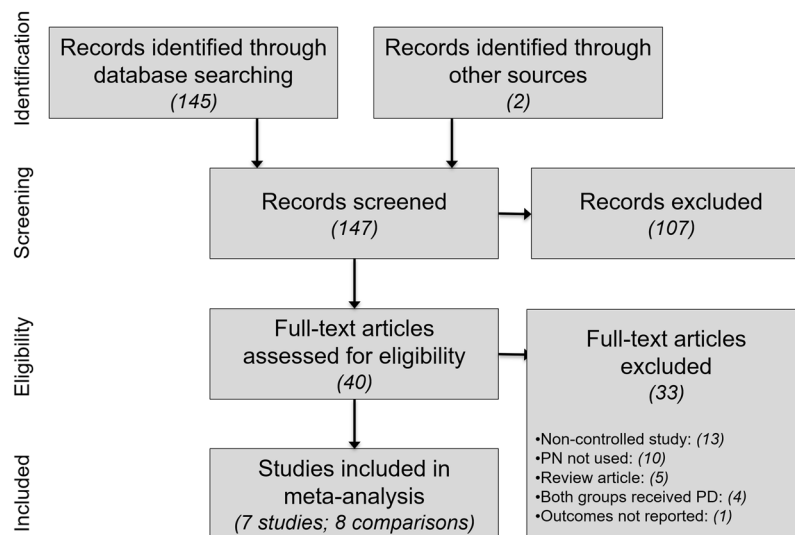 Identification
Records identified through
database searching
(145)
Records identified through
other sources
(2)
Screening
Records screened
(147)
Records excluded
(107)
Eligibility
Full-text articles
assessed for eligibility
(40)
Full-text articles
excluded
(33)
•Non-controlled study: (13)
•PN not used: (10)
•Review article: (5)
•Both groups received PD: (4)
•Outcomes not reported: (1)
Included
Studies included in
meta-analysis
(7 studies; 8 comparisons)